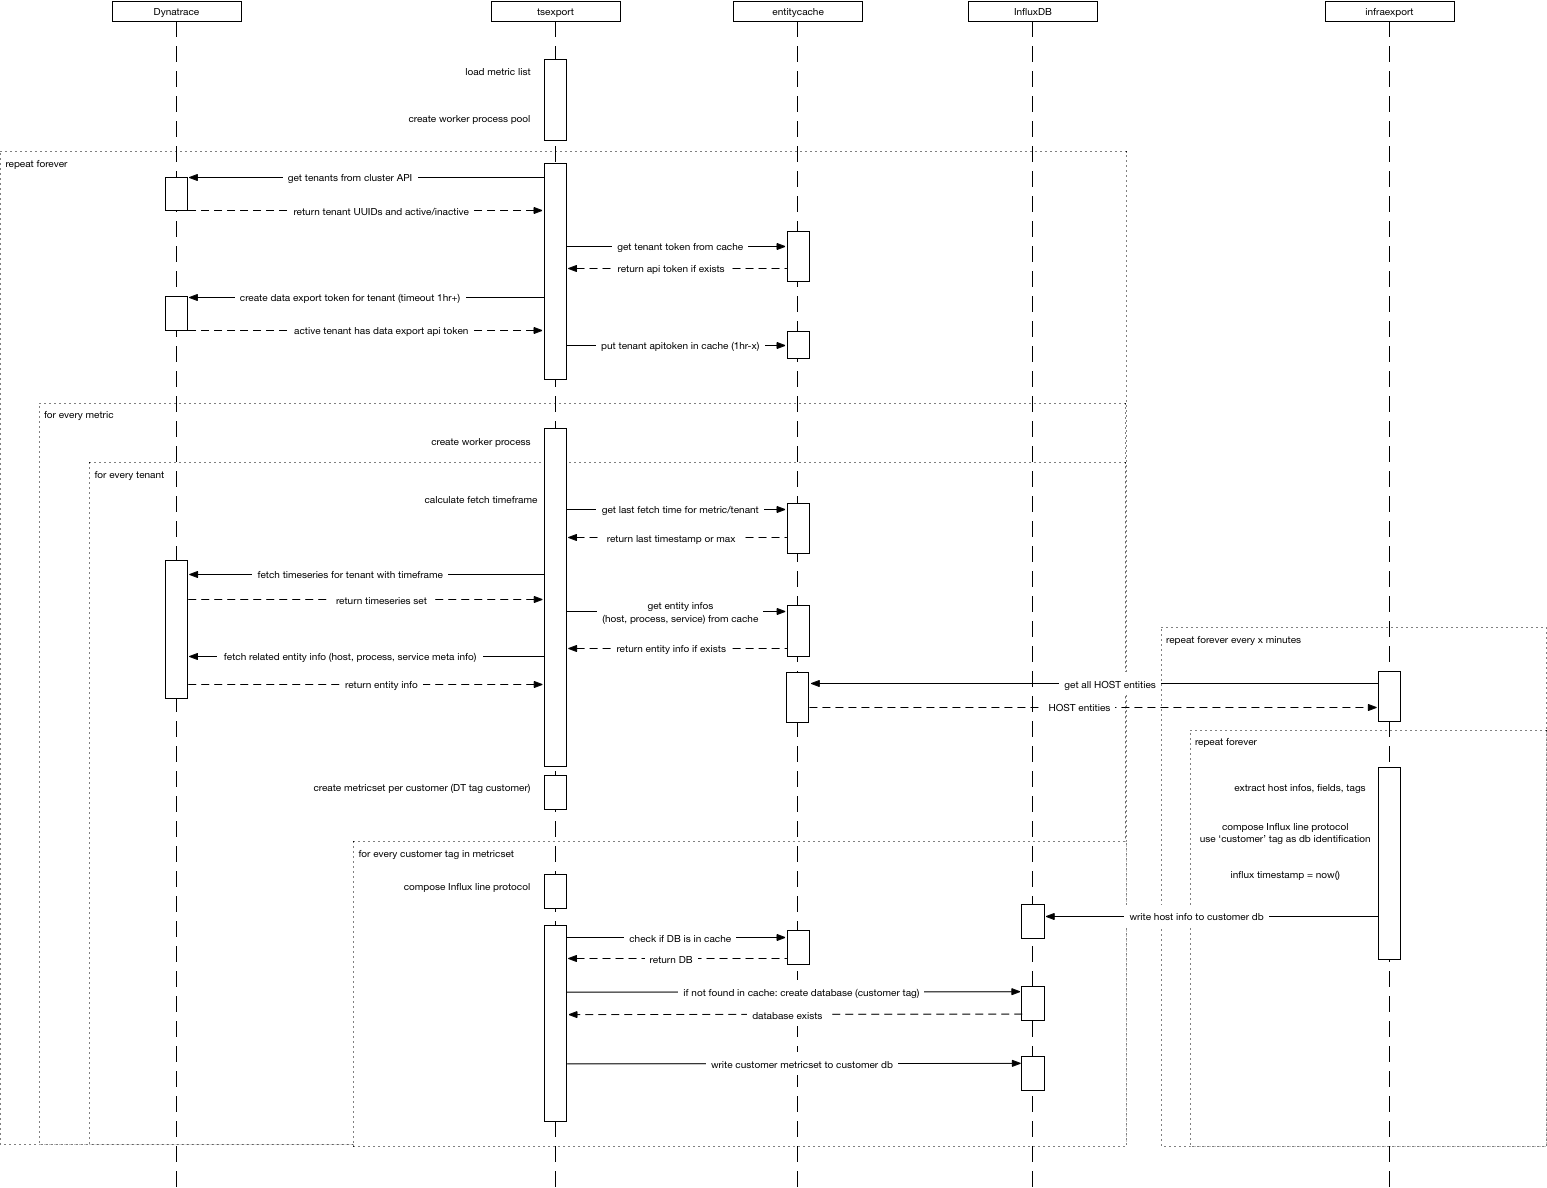 Dynatrace
tsexport
entitycache
InfluxDB
infraexport
load metric list
create worker process pool
repeat forever
get tenants from cluster API
return tenant UUIDs and active/inactive
get tenant token from cache
return api token if exists
create data export token for tenant (timeout 1hr+)
active tenant has data export api token
put tenant apitoken in cache (1hr-x)
for every metric
create worker process
for every tenant
calculate fetch timeframe
get last fetch time for metric/tenant
return last timestamp or max
fetch timeseries for tenant with timeframe
return timeseries set
get entity infos
(host, process, service) from cache
return entity info if exists
fetch related entity info (host, process, service meta info)
return entity info
repeat forever every x minutes
get all HOST entities
HOST entities
repeat forever
create metricset per customer (DT tag customer)
extract host infos, fields, tags
compose Influx line protocol
use ‘customer’ tag as db identification
influx timestamp = now()
for every customer tag in metricset
compose Influx line protocol
write host info to customer db
check if DB is in cache
return DB
if not found in cache: create database (customer tag)
database exists
write customer metricset to customer db